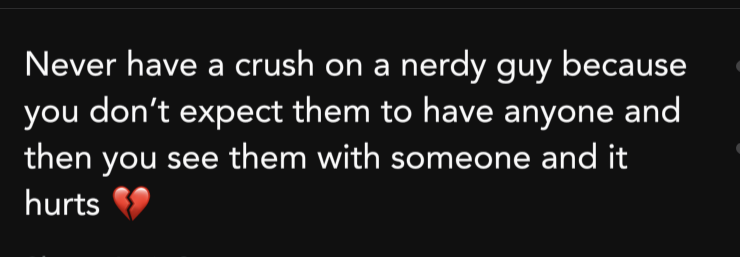 Never have a crush on a nerdy guy because
you don’t expect them to have anyone and
then you see them with someone and it
hurts 💔